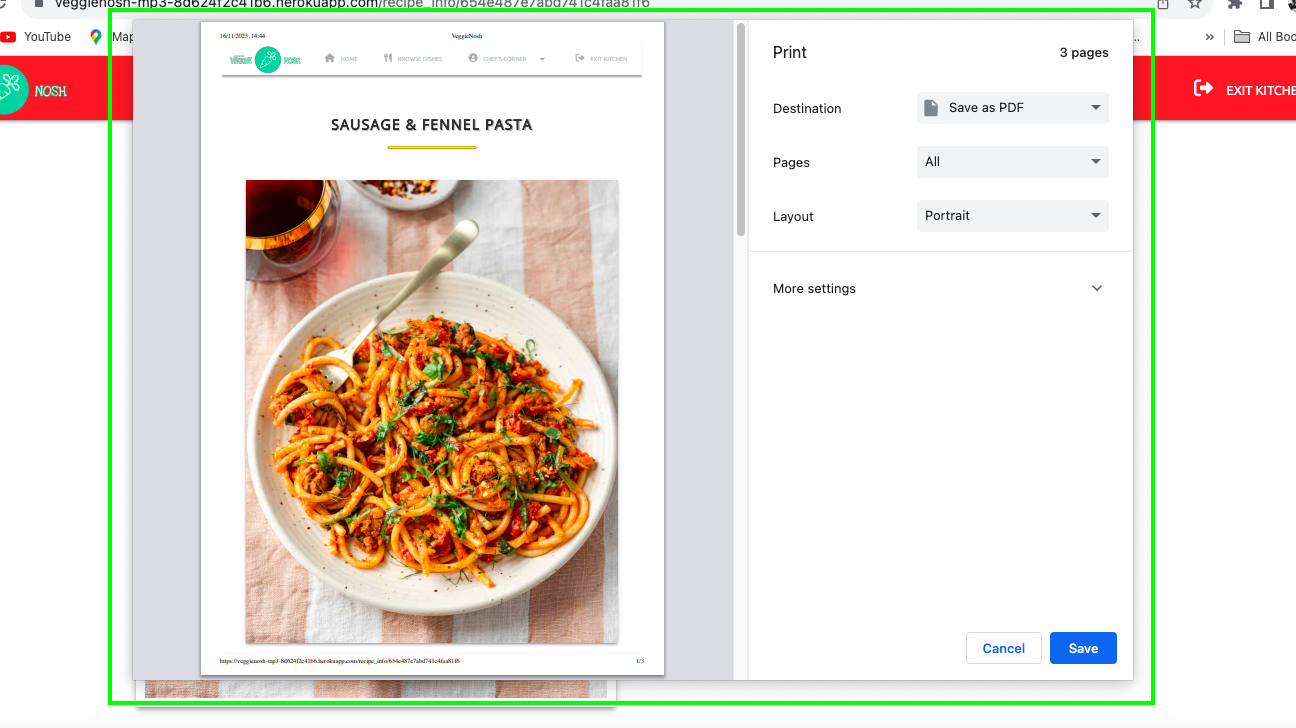 veggienosh-mp3-8d624f2c41b6.herokuapp.com/recipe_info/654e487e7abd741c4faa81f6
YouTube
Map
...
»
All Boo
NOSH
EXIT KITCHE
16/11/2023, 14:44
VeggieNosh
VEGGIE NOSH
HOME
BROWSE DISHES
CHEF'S CORNER
EXIT KITCHEN
SAUSAGE & FENNEL PASTA
https://veggienosh-mp3-8d624f2c41b6.herokuapp.com/recipe_info/654e487e7abd741c4faa81f6
1/3
Print
3 pages
Destination
Save as PDF
Pages
All
Layout
Portrait
More settings
Cancel
Save